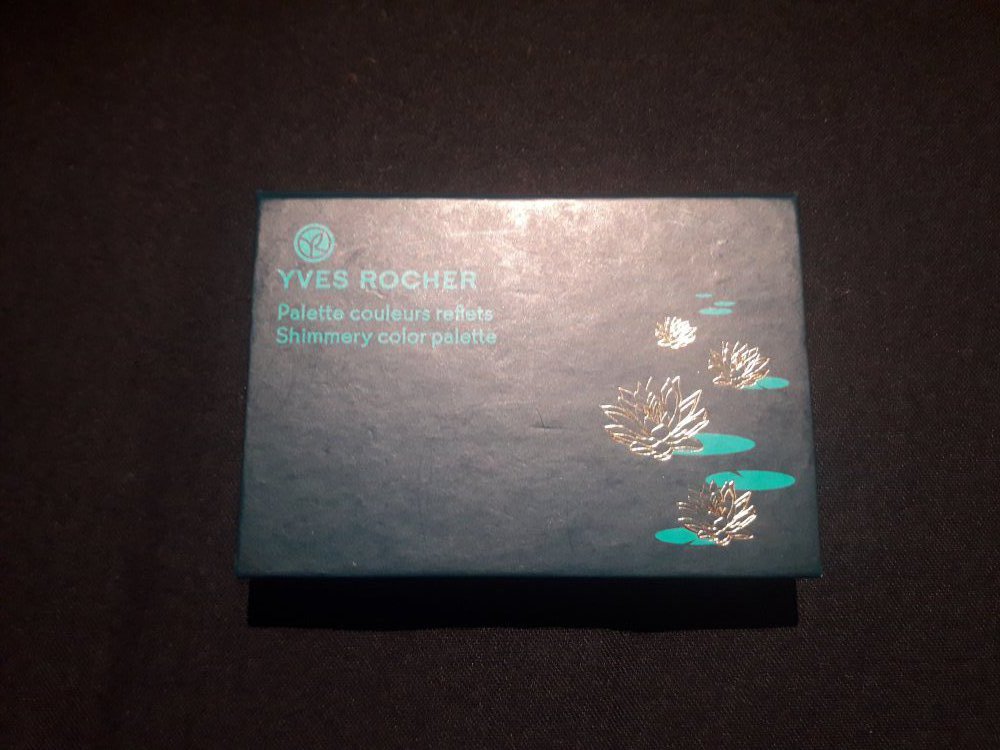 YVES ROCHER
Palette couleurs reflets
Shimmery color palette